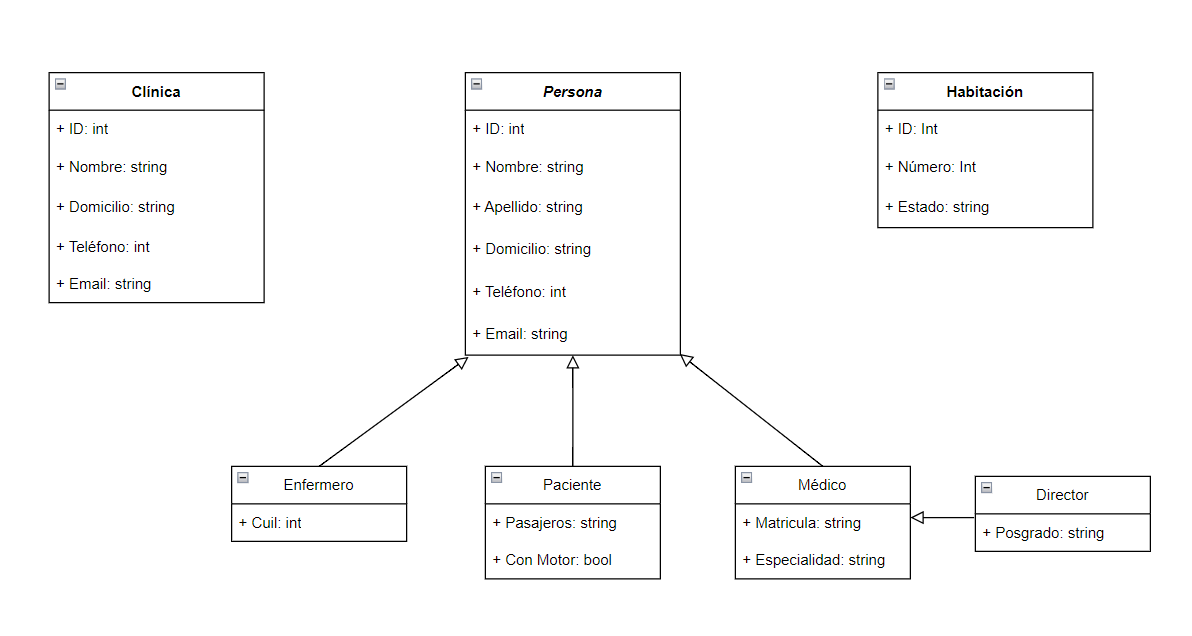 Clínica
+ ID: int
+ Nombre: string
+ Domicilio: string
+ Teléfono: int
+ Email: string
Persona
+ ID: int
+ Nombre: string
+ Apellido: string
+ Domicilio: string
+ Teléfono: int
+ Email: string
Habitación
+ ID: Int
+ Número: Int
+ Estado: string
Enfermero
+ Cuil: int
Paciente
+ Pasajeros: string
+ Con Motor: bool
Médico
+ Matricula: string
+ Especialidad: string
Director
+ Posgrado: string